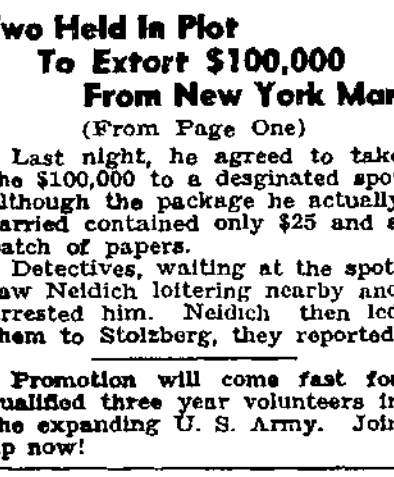 wo Held In Plot
To Extort $100,000
From New York Man
(From Page One)
Last night, he agreed to take
he $100,000 to a desginated spot
lthough the package he actually
arried contained only $25 and a
atch of papers.
Detectives, waiting at the spot
aw Neidich loitering nearby and
rrested him. Neidich then led
hem to Stolzberg, they reported
Promotion will come fast for
ualified three year volunteers in
he expanding U. S. Army. Join
p now!